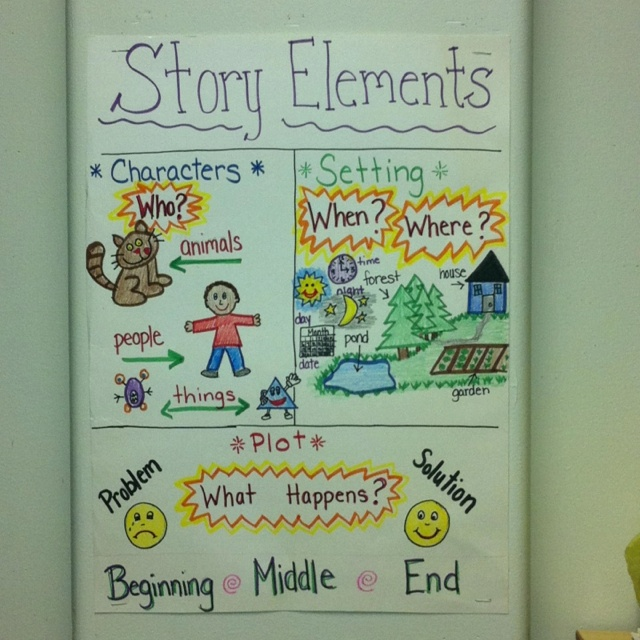 Story Elements
* Characters *
Who?
animals
people
things
* Setting *
When? Where?
time
forest
house
night
day
Month
pond
date
garden
* Plot *
Problem
What Happens?
Solution
Beginning @ Middle @ End